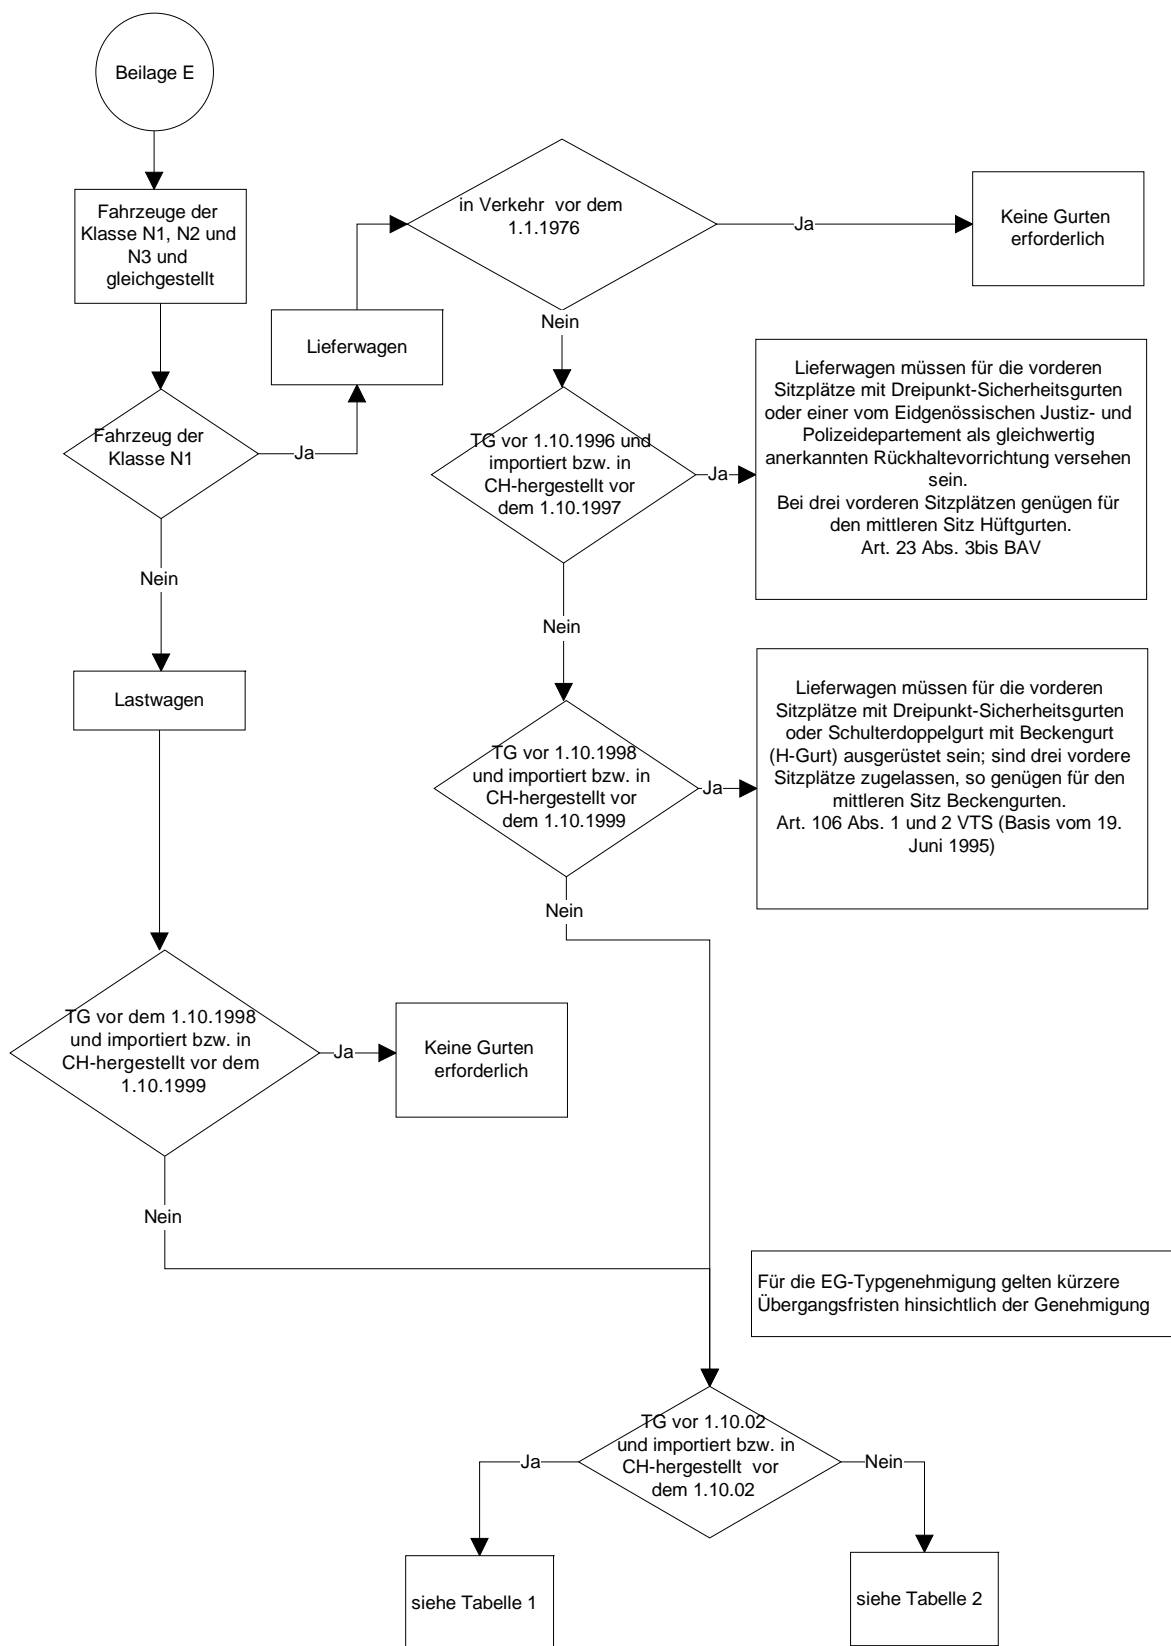 Beilage E
Fahrzeuge der
Klasse N1, N2 und
N3 und
gleichgestellt
Fahrzeug der
Klasse N1
Ja
Lieferwagen
in Verkehr vor dem
1.1.1976
Ja
Keine Gurten
erforderlich
Nein
TG vor 1.10.1996 und
importiert bzw. in
CH-hergestellt vor
dem 1.10.1997
Ja
Lieferwagen müssen für die vorderen
Sitzplätze mit Dreipunkt-Sicherheitsgurten
oder einer vom Eidgenössischen Justiz- und
Polizeidepartement als gleichwertig
anerkannten Rückhaltevorrichtung versehen
sein.
Bei drei vorderen Sitzplätzen genügen für
den mittleren Sitz Hüftgurten.
Art. 23 Abs. 3bis BAV
Nein
TG vor 1.10.1998
und importiert bzw. in
CH-hergestellt vor
dem 1.10.1999
Ja
Lieferwagen müssen für die vorderen
Sitzplätze mit Dreipunkt-Sicherheitsgurten
oder Schulterdoppelgurt mit Beckengurt
(H-Gurt) ausgerüstet sein; sind drei vordere
Sitzplätze zugelassen, so genügen für den
mittleren Sitz Beckengurten.
Art. 106 Abs. 1 und 2 VTS (Basis vom 19.
Juni 1995)
Nein
Nein
Lastwagen
TG vor dem 1.10.1998
und importiert bzw. in
CH-hergestellt vor dem
1.10.1999
Ja
Keine Gurten
erforderlich
Nein
Für die EG-Typgenehmigung gelten kürzere
Übergangsfristen hinsichtlich der Genehmigung
TG vor 1.10.02
und importiert bzw. in
CH-hergestellt vor
dem 1.10.02
Ja
Nein
siehe Tabelle 1
siehe Tabelle 2